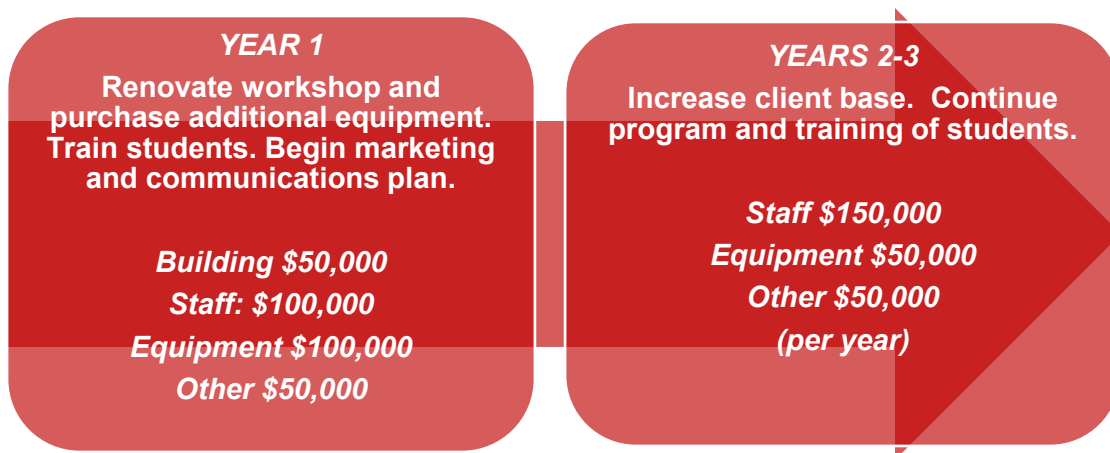 YEAR 1
Renovate workshop and
purchase additional equipment.
Train students. Begin marketing
and communications plan.
Building $50,000
Staff: $100,000
Equipment $100,000
Other $50,000
YEARS 2-3
Increase client base.  Continue
program and training of students.
Staff $150,000
Equipment $50,000
Other $50,000
(per year)